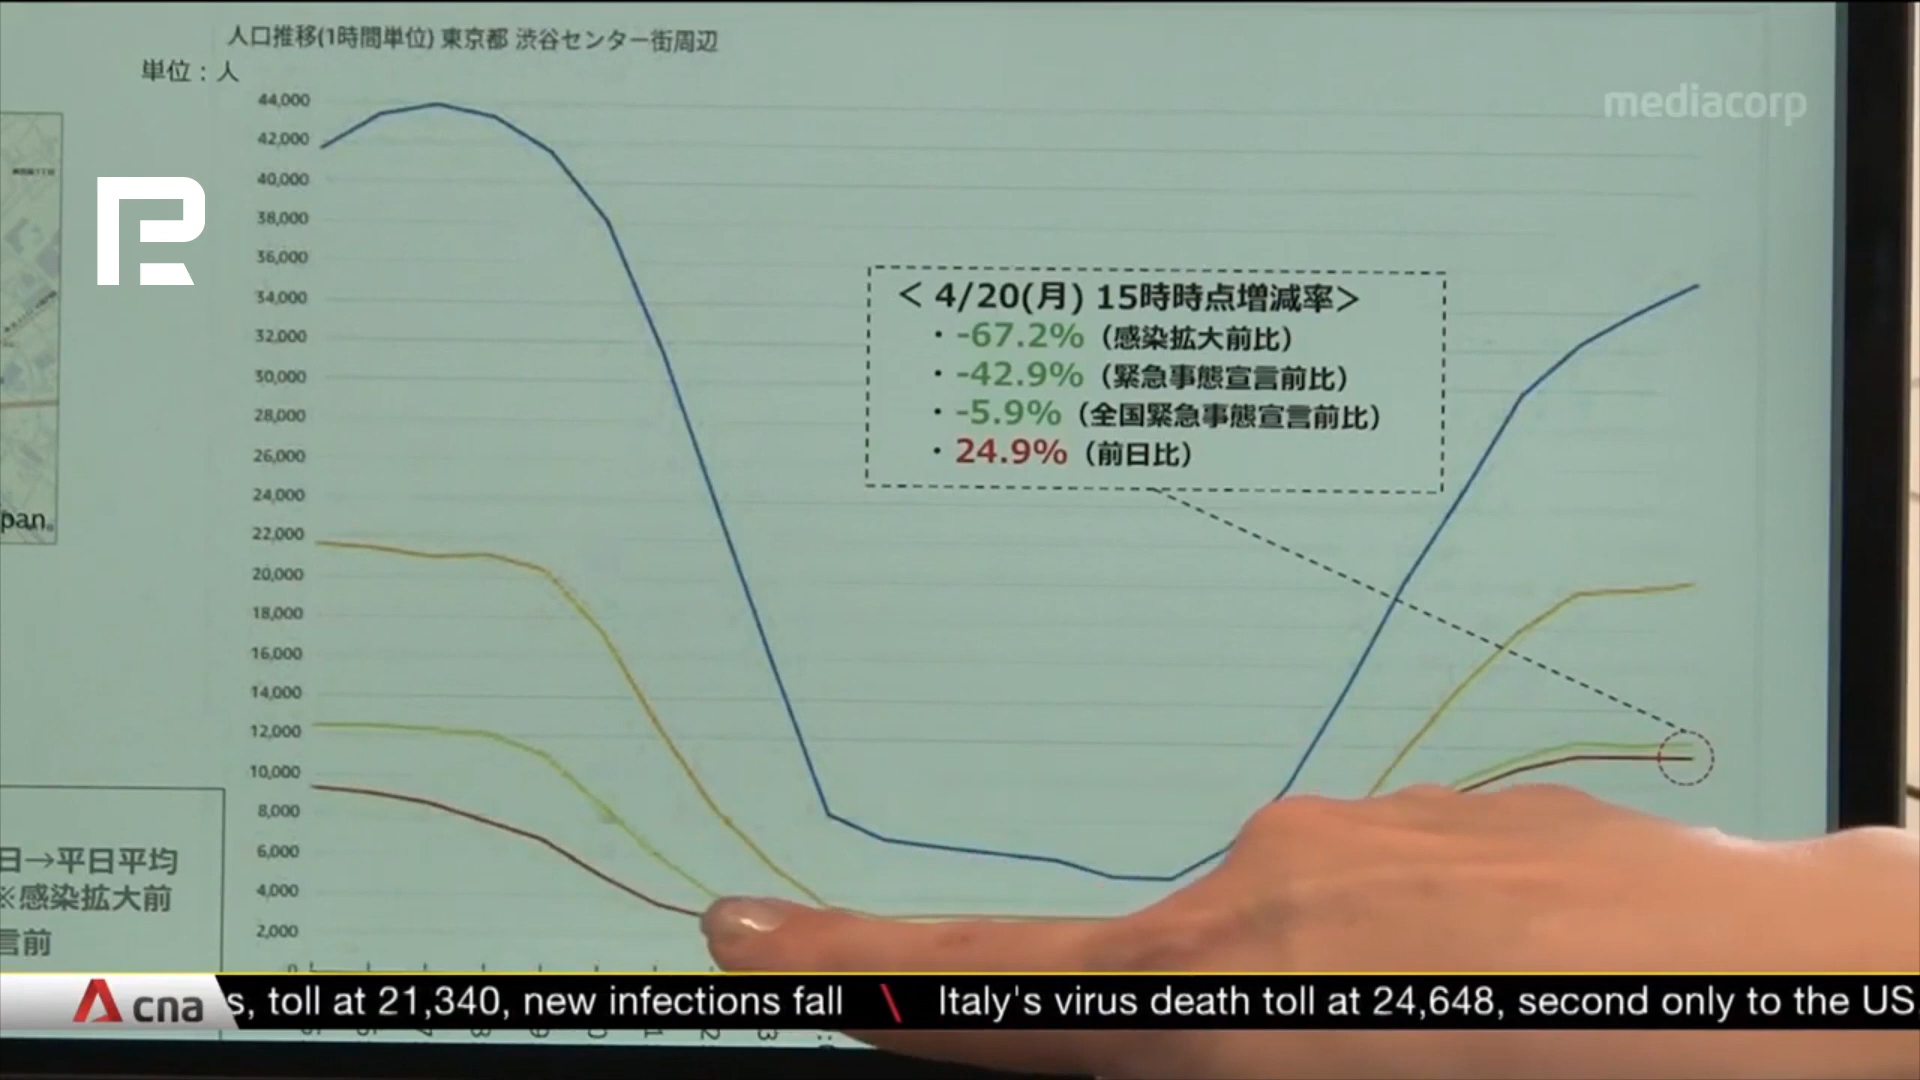 人口推移(1時間単位) 東京都 渋谷センター街周辺
単位：人
44,000
42,000
40,000
38,000
36,000
34,000
32,000
30,000
28,000
26,000
24,000
22,000
20,000
18,000
16,000
14,000
12,000
10,000
8,000
6,000
4,000
2,000
0
mediacorp
＜ 4/20(月) 15時時点増減率＞
・-67.2%（感染拡大前比）
・-42.9%（緊急事態宣言前比）
・-5.9%（全国緊急事態宣言前比）
・24.9%（前日比）
pan.
日→平日平均
※感染拡大前
言前
cna
s, toll at 21,340, new infections fall \ Italy's virus death toll at 24,648, second only to the US